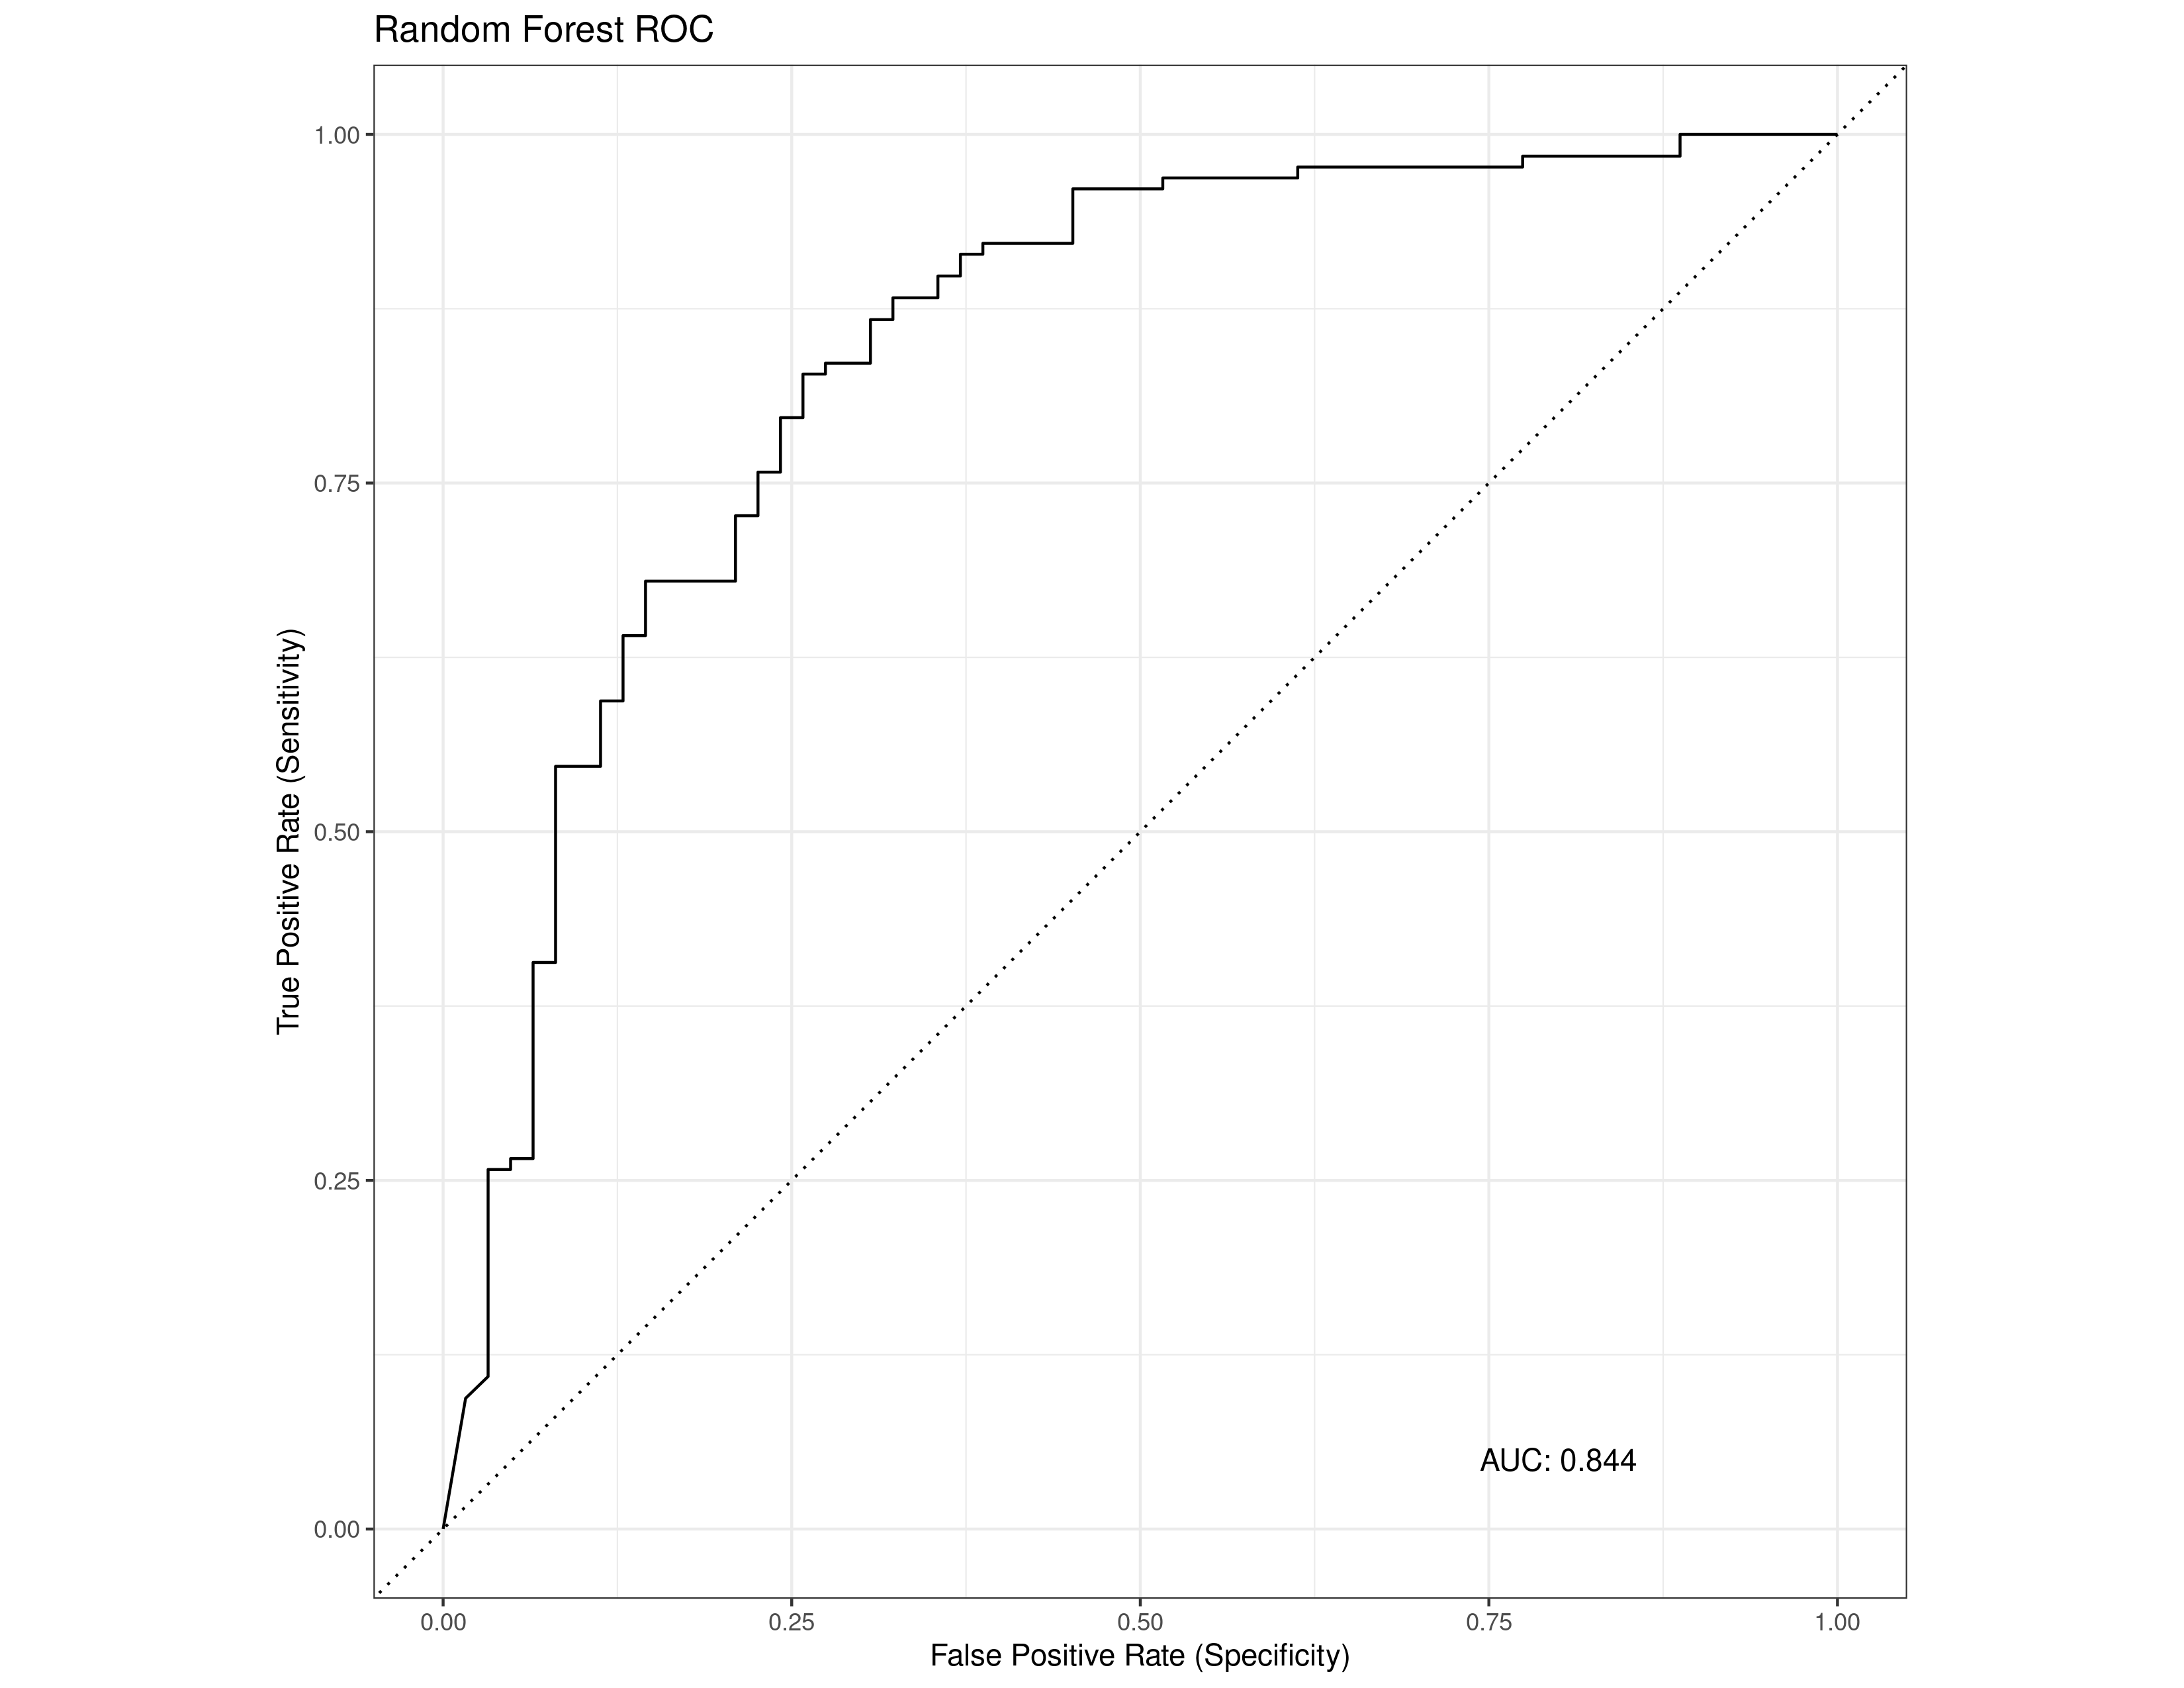 Random Forest ROC
1.00
0.75
0.50
0.25
0.00
True Positive Rate (Sensitivity)
AUC: 0.844
0.00
0.25
0.50
0.75
1.00
False Positive Rate (Specificity)